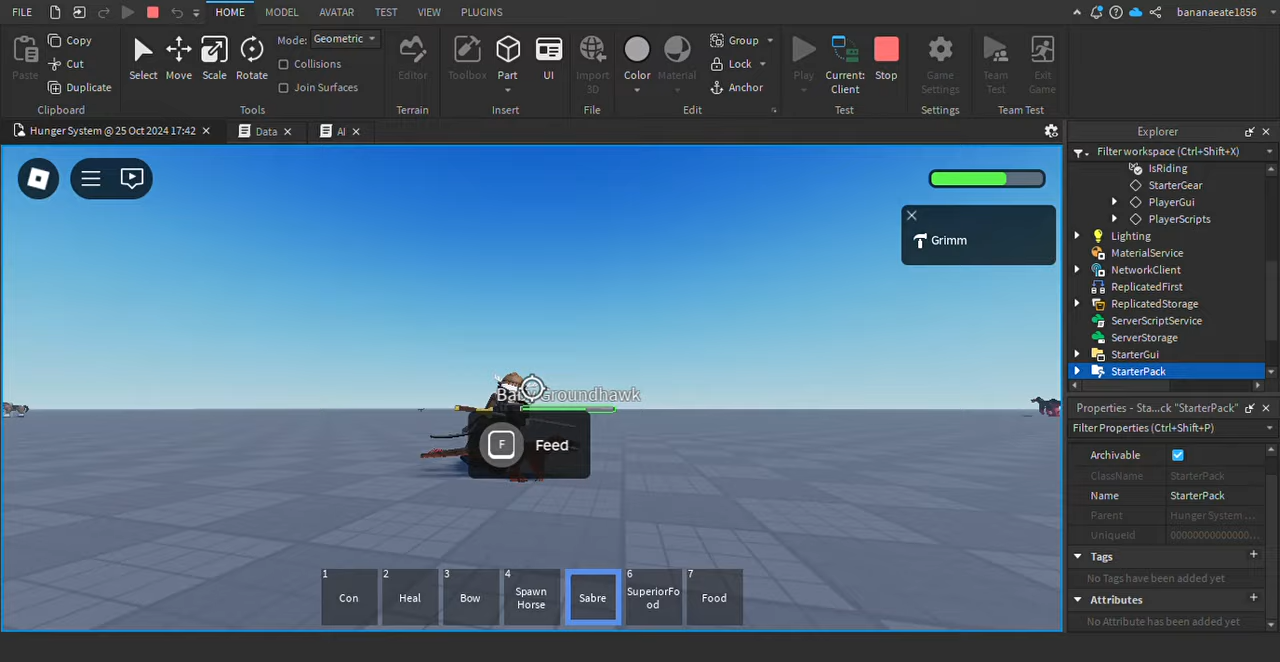 FILE HOME MODEL AVATAR TEST VIEW PLUGINS bananaeate1856
Paste Copy Cut Duplicate Clipboard
Select Move Scale Rotate Mode: Geometric Collisions Join Surfaces Tools
Editor Terrain
Toolbox Part UI Insert
Import 3D File
Color Material Group Lock Anchor Edit
Play Current: Client Stop Test
Game Settings Settings
Team Test Exit Game Team Test
Hunger System @ 25 Oct 2024 17:42 Data AI
Grimm
Baby Groundhawk
F Feed
1 Con
2 Heal
3 Bow
4 Spawn Horse
Sabre
6 SuperiorFo
od
7 Food
Explorer
Filter workspace (Ctrl+Shift+X)
IsRiding
StarterGear
PlayerGui
PlayerScripts
Lighting
MaterialService
NetworkClient
ReplicatedFirst
ReplicatedStorage
ServerScriptService
ServerStorage
StarterGui
StarterPack
Properties - Sta...ck "StarterPack"
Filter Properties (Ctrl+Shift+P)
Archivable
ClassName StarterPack
Name StarterPack
Parent Hunger System ...
UniqueId 00000000000000...
Tags
No Tags have been added yet
Attributes
No Attribute has been added yet